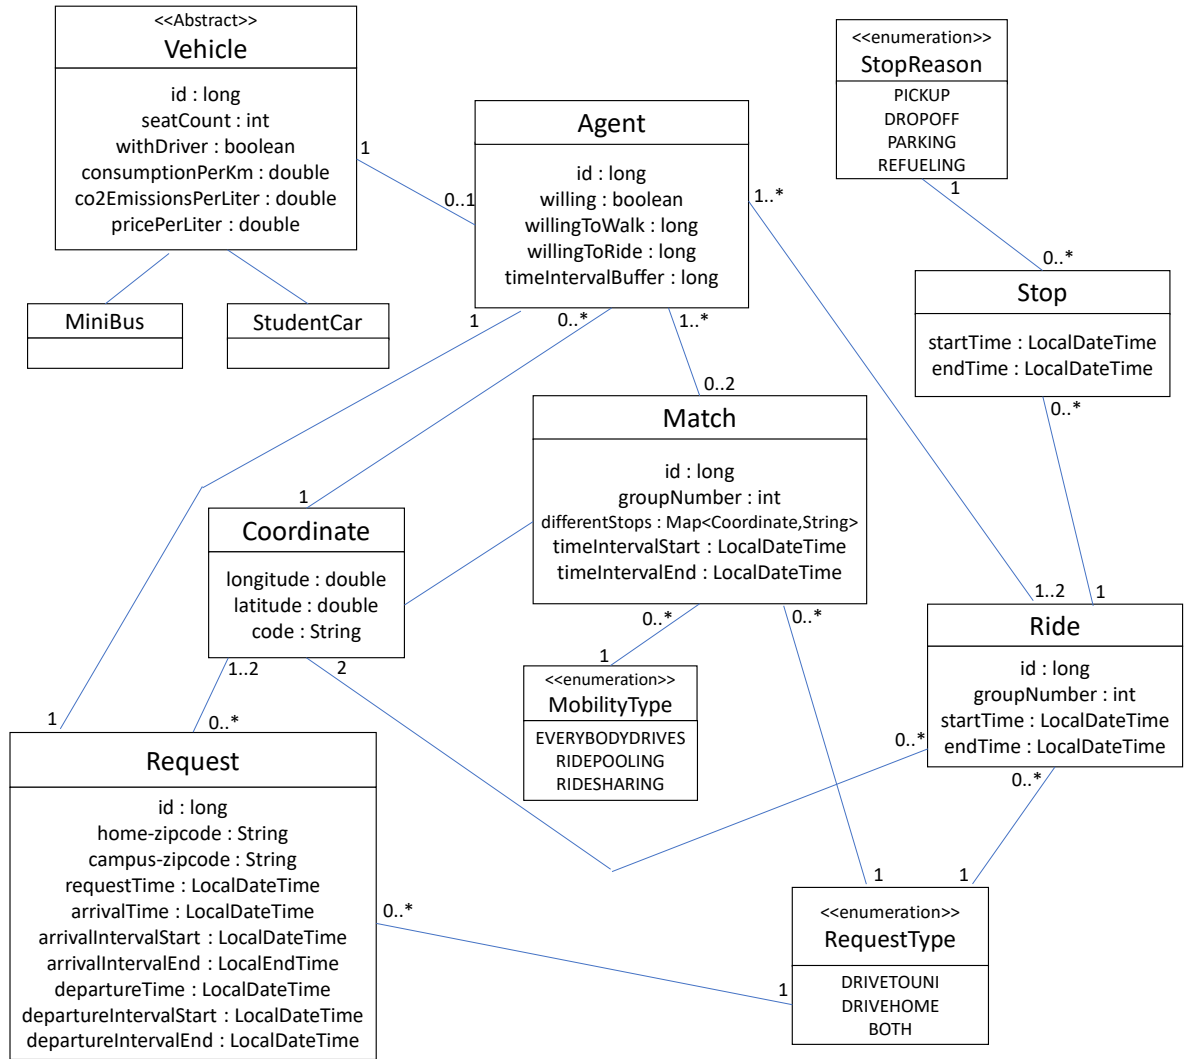 <<Abstract>>
Vehicle
id : long
seatCount : int
withDriver : boolean
consumptionPerKm : double
co2EmissionsPerLiter : double
pricePerLiter : double
1
0..1
MiniBus
StudentCar
Agent
id : long
willing : boolean
willingToWalk : long
willingToRide : long
timeIntervalBuffer : long
1..*
1
0..*
1..*
<<enumeration>>
StopReason
PICKUP
DROPOFF
PARKING
REFUELING
1
0..*
Stop
startTime : LocalDateTime
endTime : LocalDateTime
0..*
0..2
Match
id : long
groupNumber : int
differentStops : Map<Coordinate,String>
timeIntervalStart : LocalDateTime
timeIntervalEnd : LocalDateTime
0..*
0..*
1
Coordinate
longitude : double
latitude : double
code : String
1..2
2
1..2
1
Ride
id : long
groupNumber : int
startTime : LocalDateTime
endTime : LocalDateTime
0..*
0..*
1
<<enumeration>>
MobilityType
EVERYBODYDRIVES
RIDEPOOLING
RIDESHARING
1
0..*
Request
id : long
home-zipcode : String
campus-zipcode : String
requestTime : LocalDateTime
arrivalTime : LocalDateTime
arrivalIntervalStart : LocalDateTime
arrivalIntervalEnd : LocalEndTime
departureTime : LocalDateTime
departureIntervalStart : LocalDateTime
departureIntervalEnd : LocalDateTime
0..*
1
1
1
<<enumeration>>
RequestType
DRIVETOUNI
DRIVEHOME
BOTH